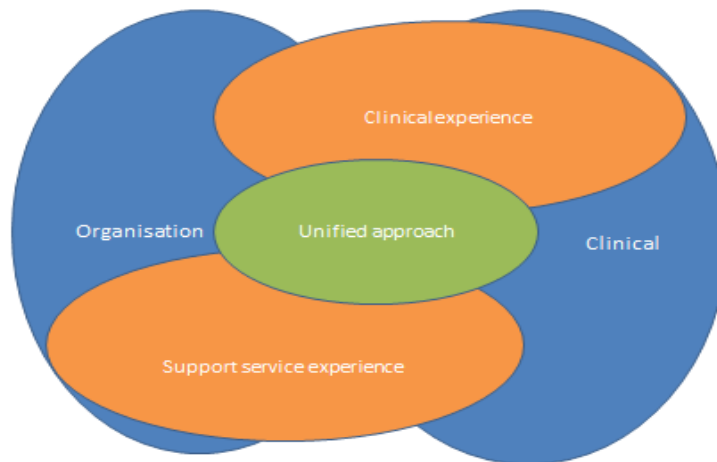 Clinical experience
Organisation
Unified approach
Clinical
Support service experience